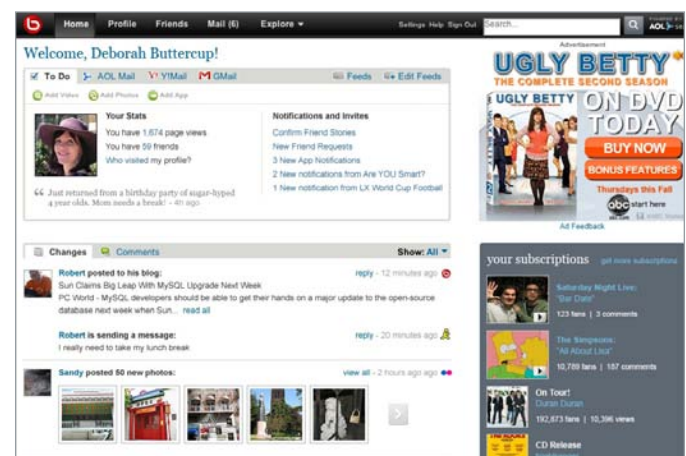 Home Profile Friends Mail (6) Explore
Settings Help Sign Out Search... POWERED BY
AOL
Advertisement
Welcome, Deborah Buttercup!
To Do AOL Mail Y!Mail GMail Feeds Edit Feeds
Add Video Add Photos Add App
Your Stats
You have 1,674 page views
You have 59 friends
Who visited my profile?
Just returned from a birthday party of sugar-hyped
4 year olds. Mom needs a break! - 4h ago
Notifications and Invites
Confirm Friend Stories
New Friend Requests
3 New App Notifications
2 New notifications from Are YOU Smart?
1 New notification from LX World Cup Football
UGLY BETTY
THE COMPLETE SECOND SEASON
UGLY BETTY
ON DVD
TODAY
BUY NOW
BONUS FEATURES
Thursdays this Fall
abc start here
Ad Feedback
Changes Comments Show: All
Robert posted to his blog: reply - 12 minutes ago
Sun Claims Big Leap With MySQL Upgrade Next Week
PC World - MySQL developers should be able to get their hands on a major update to the open-source
database next week when Sun... read all
Robert is sending a message: reply - 20 minutes ago
I really need to take my lunch break
Sandy posted 50 new photos: view all - 2 hours ago
your subscriptions get more subscriptions
Saturday Night Live:
"Bar Date"
123 fans | 3 comments
The Simpsons:
"All About Lisa"
10,789 fans | 187 comments
On Tour!
Duran Duran
192,873 fans | 10,396 views
CD Release